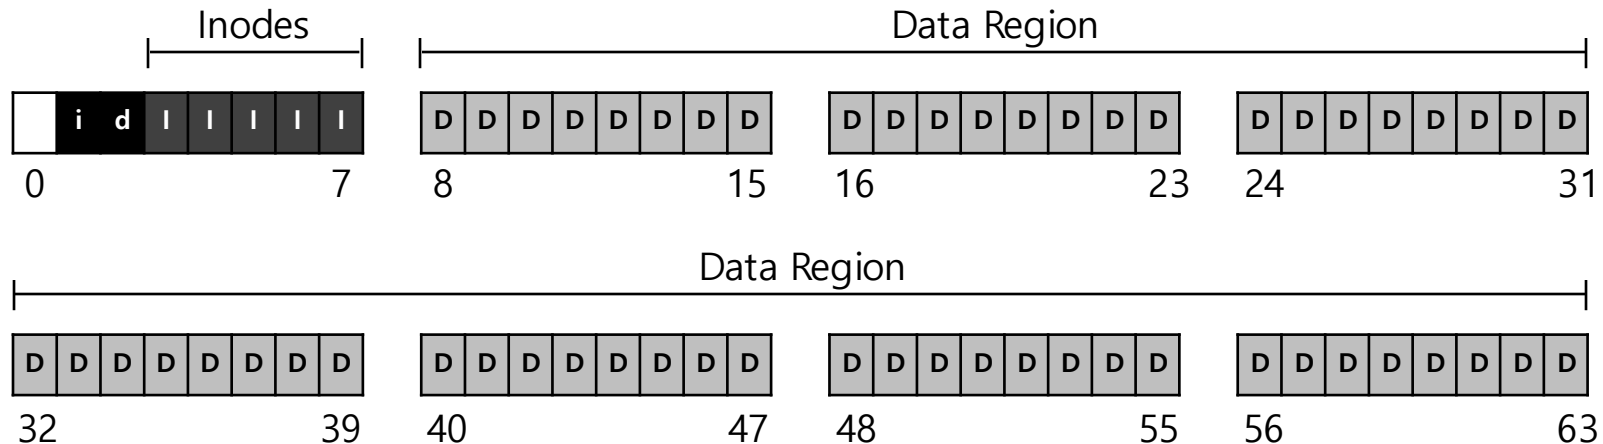 Inodes Data Region
i d I I I I I D D D D D D D D D D D D D D D D D D D D D D D D
0 7 8 15 16 23 24 31
Data Region
D D D D D D D D D D D D D D D D D D D D D D D D D D D D D D D D
32 39 40 47 48 55 56 63